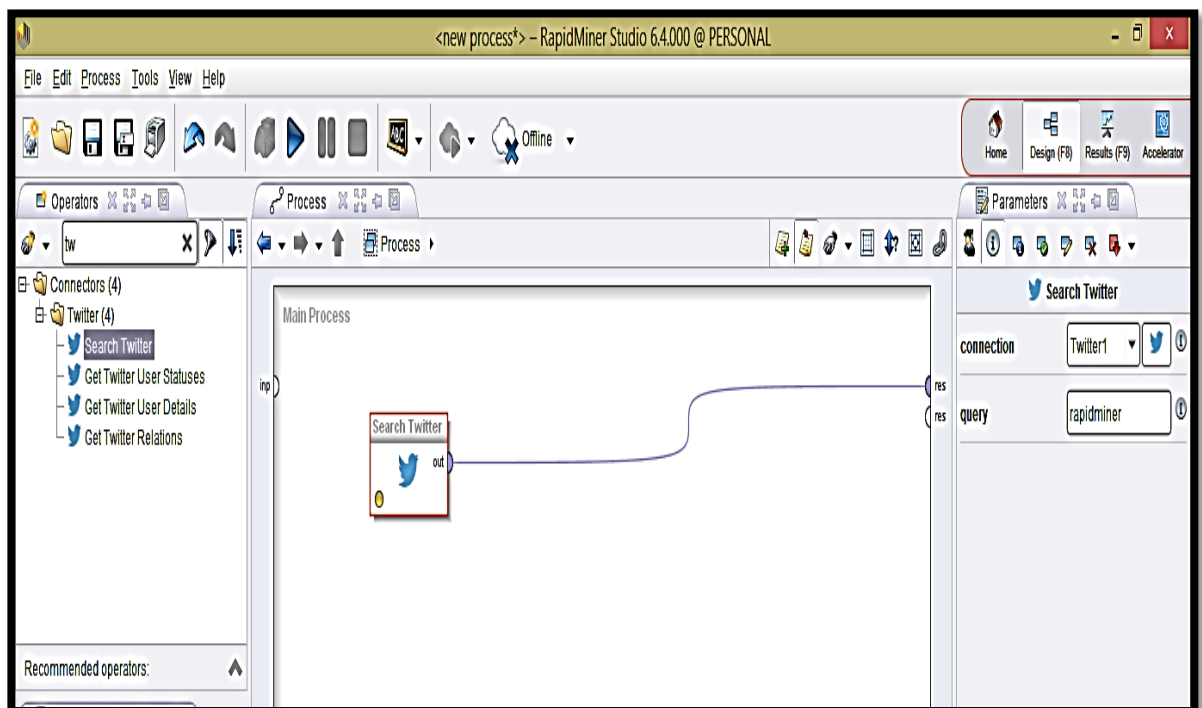 <new process*> – RapidMiner Studio 6.4.000 @ PERSONAL
File Edit Process Tools View Help
ABC
Offline
Home
Design (F8)
Results (F9)
Accelerator
Operators
Process
Parameters
tw
Process
Connectors (4)
Twitter (4)
Search Twitter
Get Twitter User Statuses
Get Twitter User Details
Get Twitter Relations
Main Process
inp
Search Twitter
out
res
res
Search Twitter
connection
Twitter1
query
rapidminer
Recommended operators: